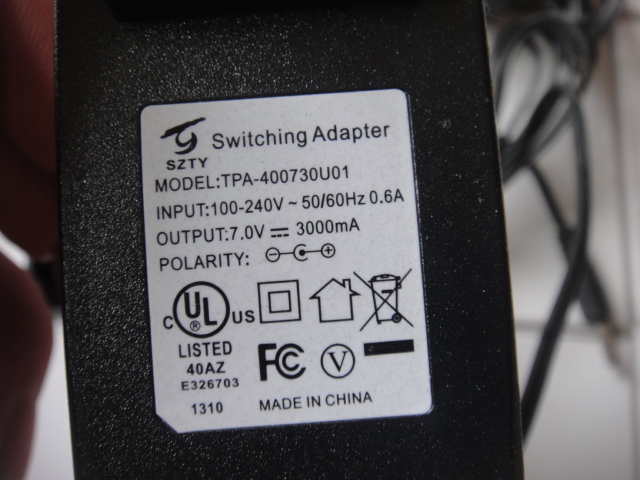 Switching Adapter
SZTY
MODEL:TPA-400730U01
INPUT:100-240V ~ 50/60Hz 0.6A
OUTPUT:7.0V ⎓ 3000mA
POLARITY:
C UL ® US
LISTED
40AZ
E326703
FC
V
1310
MADE IN CHINA